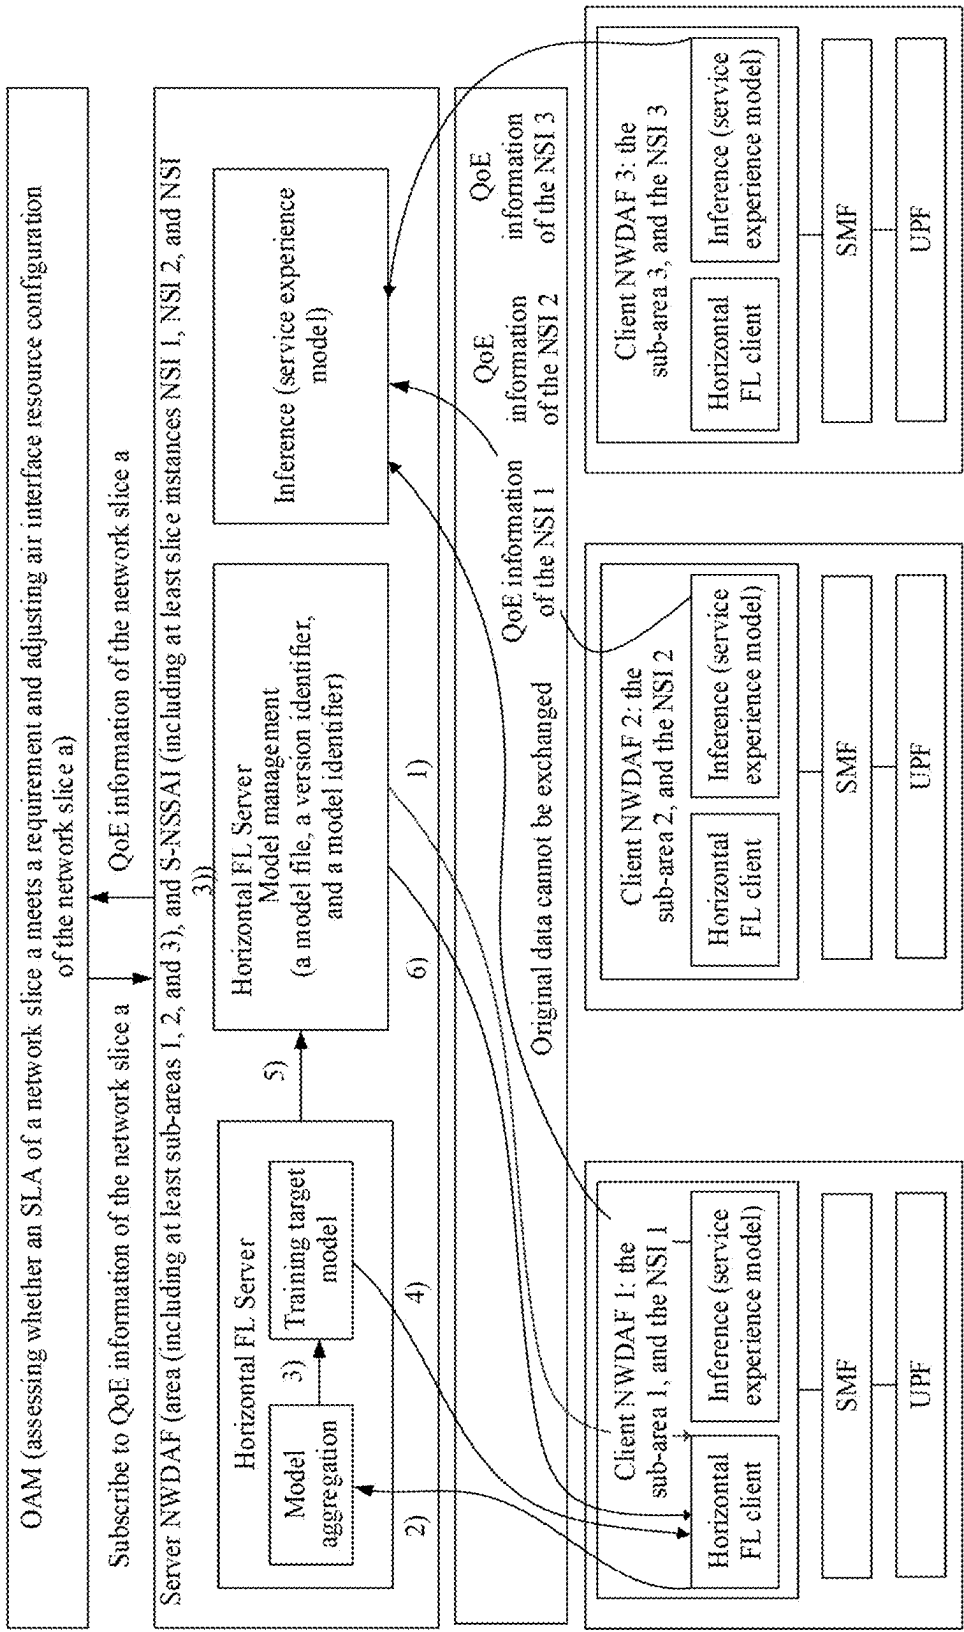 OAM (assessing whether an SLA of a network slice a meets a requirement and adjusting air interface resource configuration
of the network slice a)
Subscribe to QoE information of the network slice a
QoE information of the network slice a
Server NWDAF (area (including at least sub-areas 1, 2, and 3), and S-NSSAI (including at least slice instances NSI 1, NSI 2, and NSI
3))
Horizontal FL Server
Model
aggregation
3)
Training target
model
5)
Horizontal FL Server
Model management
(a model file, a version identifier,
and a model identifier)
Inference (service experience
model)
2)
4)
6)
1)
Original data cannot be exchanged
QoE information
of the NSI 1
QoE
information
of the NSI 2
QoE
information
of the NSI 3
Client NWDAF 1: the
sub-area 1, and the NSI 1
Horizontal
FL client
Inference (service
experience model)
SMF
UPF
Client NWDAF 2: the
sub-area 2, and the NSI 2
Horizontal
FL client
Inference (service
experience model)
SMF
UPF
Client NWDAF 3: the
sub-area 3, and the NSI 3
Horizontal
FL client
Inference (service
experience model)
SMF
UPF